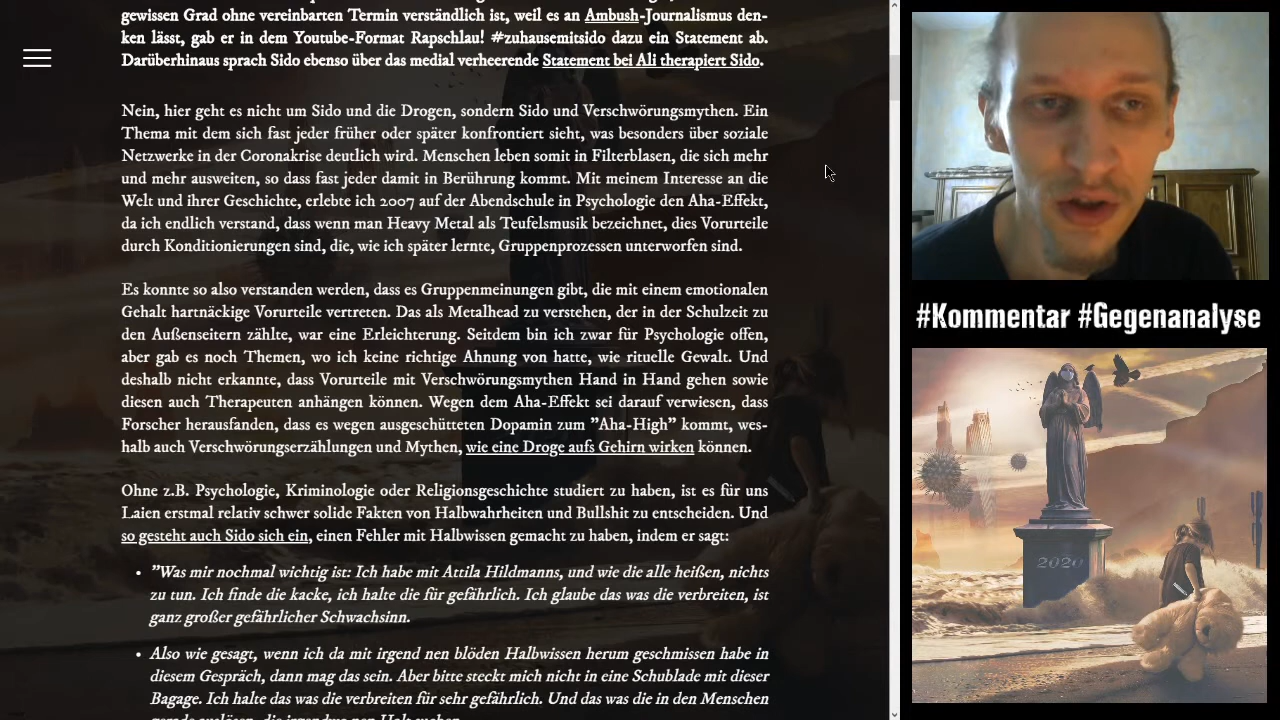 gewissen Grad ohne vereinbarten Termin verständlich ist, weil es an Ambush-Journalismus den-
ken lässt, gab er in dem Youtube-Format Rapschlau! #zuhausemitsido dazu ein Statement ab.
Darüberhinaus sprach Sido ebenso über das medial verheerende Statement bei Ali therapiert Sido.
Nein, hier geht es nicht um Sido und die Drogen, sondern Sido und Verschwörungsmythen. Ein
Thema mit dem sich fast jeder früher oder später konfrontiert sieht, was besonders über soziale
Netzwerke in der Coronakrise deutlich wird. Menschen leben somit in Filterblasen, die sich mehr
und mehr ausweiten, so dass fast jeder damit in Berührung kommt. Mit meinem Interesse an die
Welt und ihrer Geschichte, erlebte ich 2007 auf der Abendschule in Psychologie den Aha-Effekt,
da ich endlich verstand, dass wenn man Heavy Metal als Teufelsmusik bezeichnet, dies Vorurteile
durch Konditionierungen sind, die, wie ich später lernte, Gruppenprozessen unterworfen sind.
Es konnte so also verstanden werden, dass es Gruppenmeinungen gibt, die mit einem emotionalen
Gehalt hartnäckige Vorurteile vertreten. Das als Metalhead zu verstehen, der in der Schulzeit zu
den Außenseitern zählte, war eine Erleichterung. Seitdem bin ich zwar für Psychologie offen,
aber gab es noch Themen, wo ich keine richtige Ahnung von hatte, wie rituelle Gewalt. Und
deshalb nicht erkannte, dass Vorurteile mit Verschwörungsmythen Hand in Hand gehen sowie
diesen auch Therapeuten anhängen können. Wegen dem Aha-Effekt sei darauf verwiesen, dass
Forscher herausfanden, dass es wegen ausgeschütteten Dopamin zum "Aha-High" kommt, wes-
halb auch Verschwörungserzählungen und Mythen, wie eine Droge aufs Gehirn wirken können.
Ohne z.B. Psychologie, Kriminologie oder Religionsgeschichte studiert zu haben, ist es für uns
Laien erstmal relativ schwer solide Fakten von Halbwahrheiten und Bullshit zu entscheiden. Und
so gesteht auch Sido sich ein, einen Fehler mit Halbwissen gemacht zu haben, indem er sagt:
• "Was mir nochmal wichtig ist: Ich habe mit Attila Hildmanns, und wie die alle heißen, nichts
zu tun. Ich finde die kacke, ich halte die für gefährlich. Ich glaube das was die verbreiten, ist
ganz großer gefährlicher Schwachsinn.
• Also wie gesagt, wenn ich da mit irgend nen blöden Halbwissen herum geschmissen habe in
diesem Gespräch, dann mag das sein. Aber bitte steckt mich nicht in eine Schublade mit dieser
Bagage. Ich halte das was die verbreiten für sehr gefährlich. Und das was die in den Menschen
#Kommentar #Gegenanalyse
2020